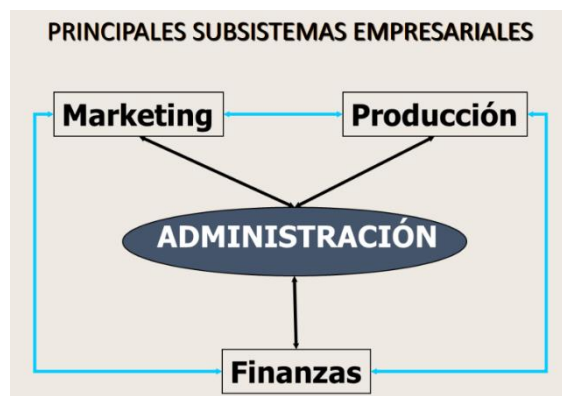 PRINCIPALES SUBSISTEMAS EMPRESARIALES
Marketing
Producción
ADMINISTRACIÓN
Finanzas